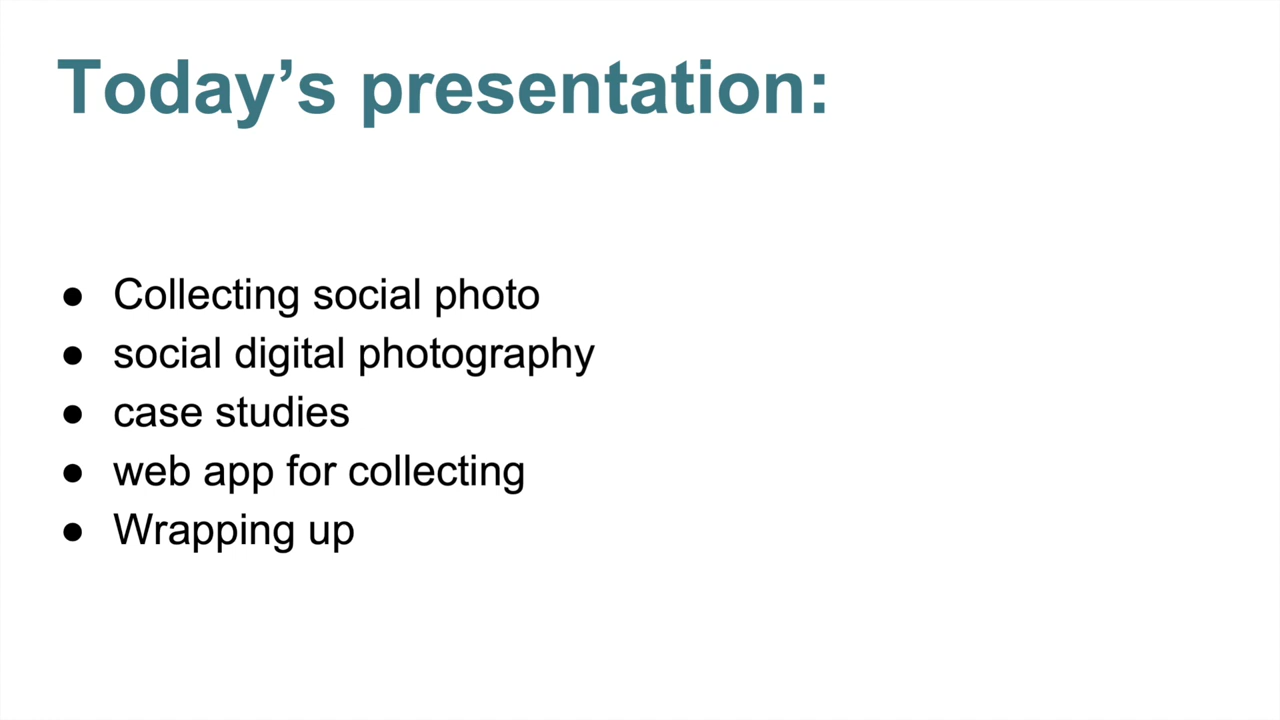 Today’s presentation:
● Collecting social photo
● social digital photography
● case studies
● web app for collecting
● Wrapping up